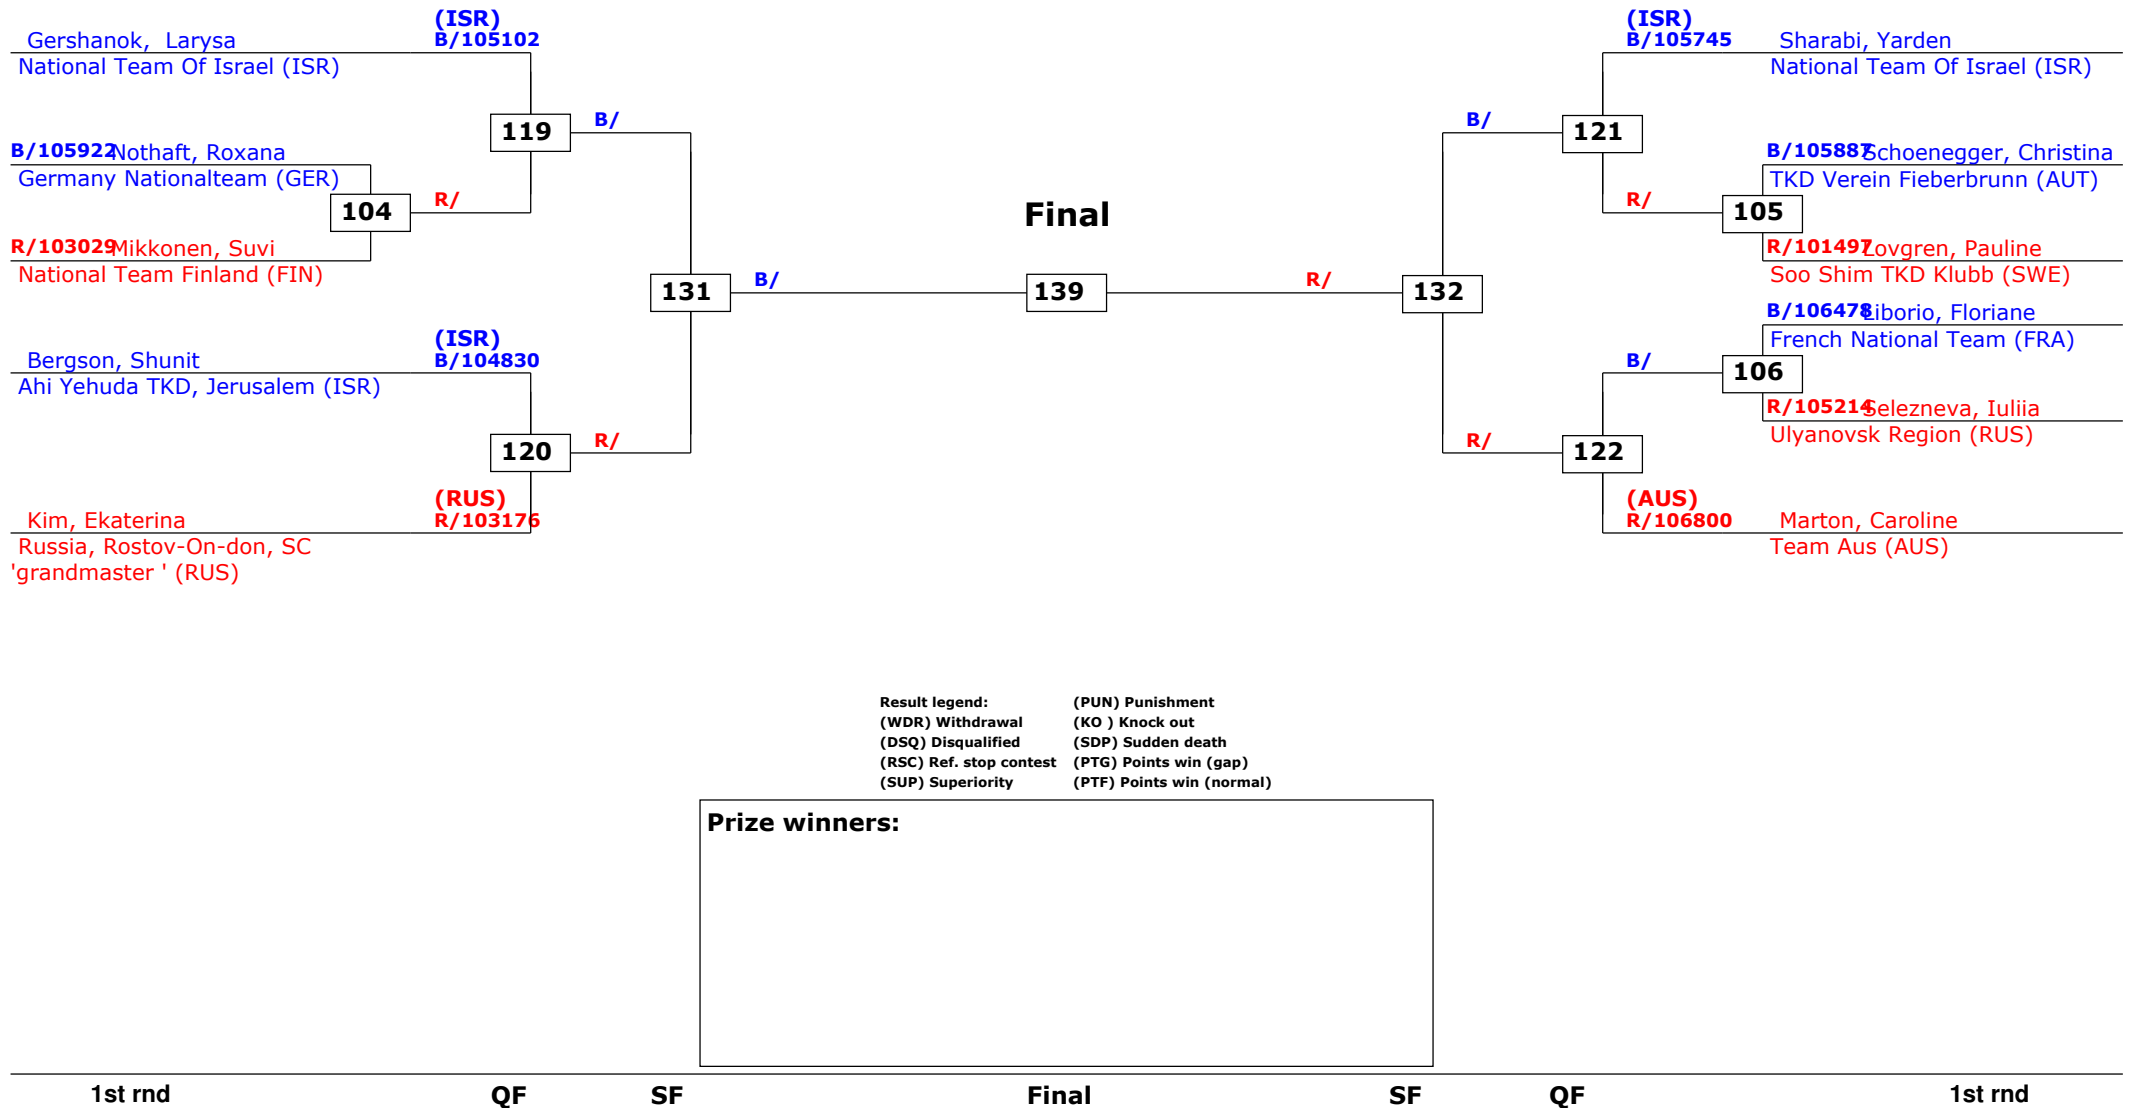 (ISR)
Gershanok, Larysa B/105102
National Team Of Israel (ISR)
119
B/
B/105922 Nothaft, Roxana
Germany Nationalteam (GER)
104
R/
R/103029 Mikkonen, Suvi
National Team Finland (FIN)
131
B/
(ISR)
Bergson, Shunit B/104830
Ahi Yehuda TKD, Jerusalem (ISR)
120
R/
(RUS)
Kim, Ekaterina R/103176
Russia, Rostov-On-don, SC
'grandmaster ' (RUS)
Final
139
(ISR)
B/105745 Sharabi, Yarden
National Team Of Israel (ISR)
B/
121
B/105887 Schoenegger, Christina
TKD Verein Fieberbrunn (AUT)
R/
105
R/101497 Lovgren, Pauline
Soo Shim TKD Klubb (SWE)
R/
132
B/106478 Liborio, Floriane
French National Team (FRA)
B/
106
R/105214 Selezneva, Iuliia
Ulyanovsk Region (RUS)
R/
122
(AUS)
R/106800 Marton, Caroline
Team Aus (AUS)
Result legend: (PUN) Punishment
(WDR) Withdrawal (KO ) Knock out
(DSQ) Disqualified (SDP) Sudden death
(RSC) Ref. stop contest (PTG) Points win (gap)
(SUP) Superiority (PTF) Points win (normal)
Prize winners:
1st rnd QF SF Final SF QF 1st rnd